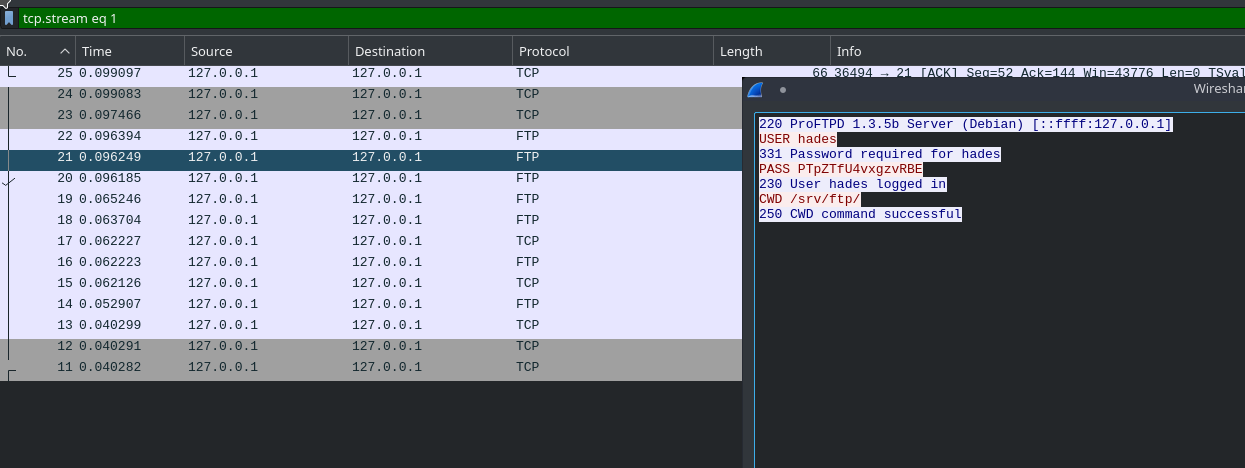 tcp.stream eq 1
No. Time Source Destination Protocol Length Info
25 0.099097 127.0.0.1 127.0.0.1 TCP 66 36494 → 21 [ACK] Seq=52 Ack=144 Win=43776 Len=0 TSval
24 0.099083 127.0.0.1 127.0.0.1 TCP
23 0.097466 127.0.0.1 127.0.0.1 TCP
22 0.096394 127.0.0.1 127.0.0.1 FTP
21 0.096249 127.0.0.1 127.0.0.1 FTP
20 0.096185 127.0.0.1 127.0.0.1 FTP
19 0.065246 127.0.0.1 127.0.0.1 FTP
18 0.063704 127.0.0.1 127.0.0.1 FTP
17 0.062227 127.0.0.1 127.0.0.1 TCP
16 0.062223 127.0.0.1 127.0.0.1 FTP
15 0.062126 127.0.0.1 127.0.0.1 TCP
14 0.052907 127.0.0.1 127.0.0.1 FTP
13 0.040299 127.0.0.1 127.0.0.1 TCP
12 0.040291 127.0.0.1 127.0.0.1 TCP
11 0.040282 127.0.0.1 127.0.0.1 TCP
Wireshar
220 ProFTPD 1.3.5b Server (Debian) [::ffff:127.0.0.1]
USER hades
331 Password required for hades
PASS PTpZTfU4vxgzvRBE
230 User hades logged in
CWD /srv/ftp/
250 CWD command successful